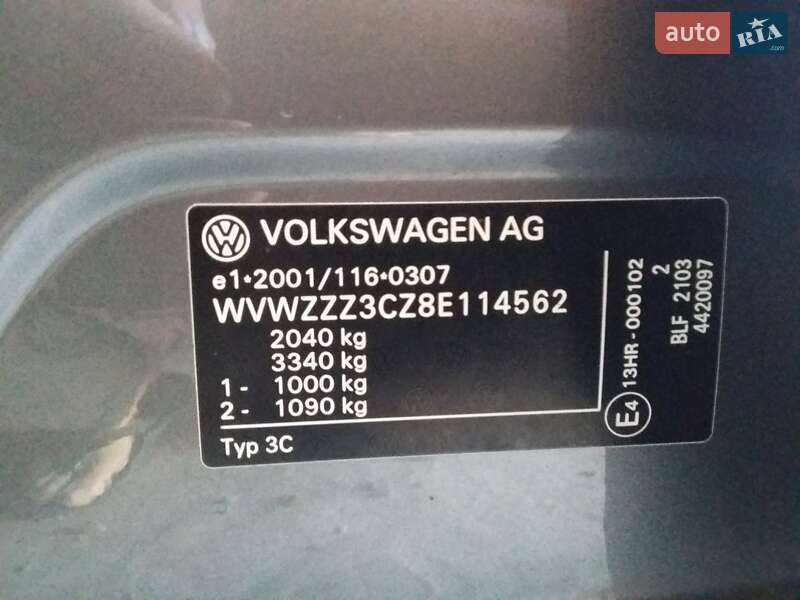 auto RIA.com
VOLKSWAGEN AG
e1*2001/116*0307
WVWZZZ3CZ8E114562
2040 kg
3340 kg
1- 1000 kg
2- 1090 kg
Typ 3C
E4 13HR-000102
2
BLF 2103
4420097